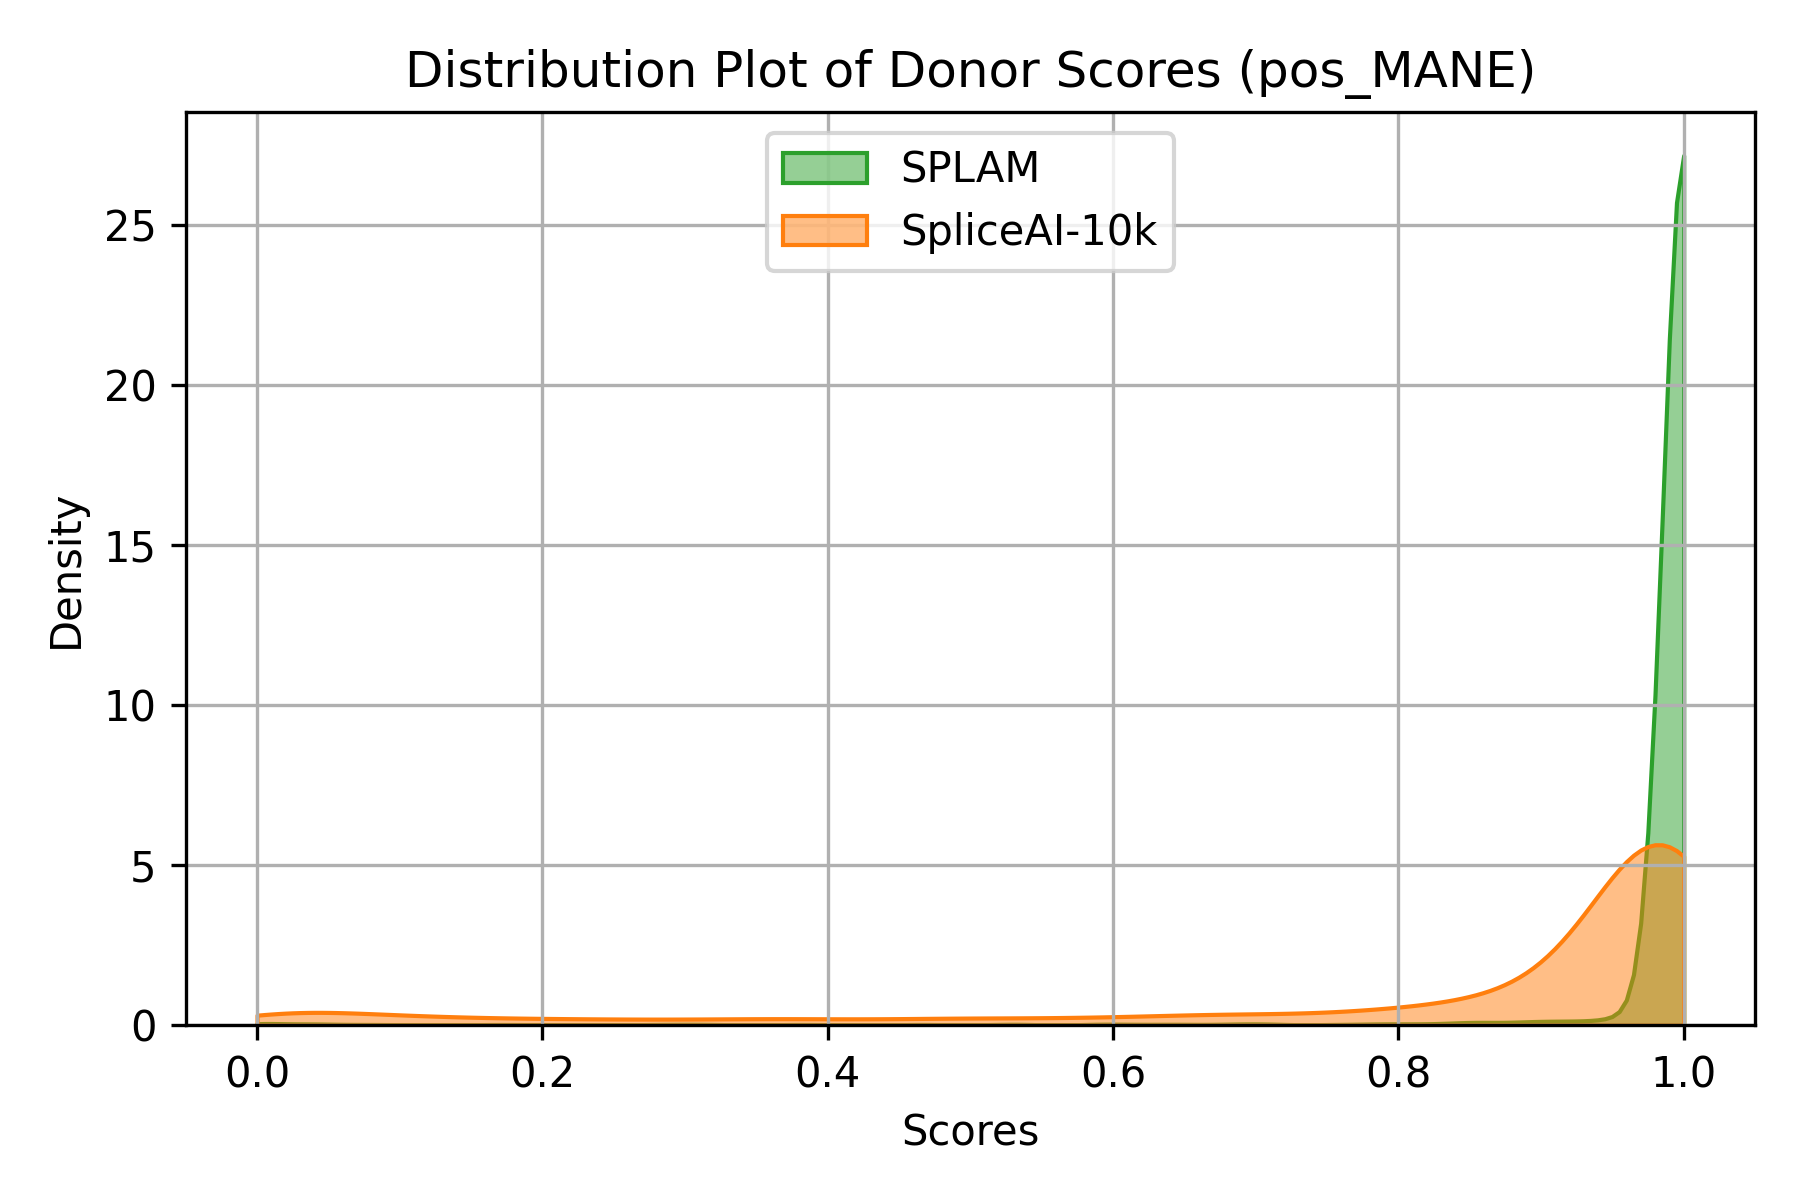 Distribution Plot of Donor Scores (pos_MANE)
SPLAM
SpliceAI-10k
25
20
15
10
5
0
Density
0.0 0.2 0.4 0.6 0.8 1.0
Scores